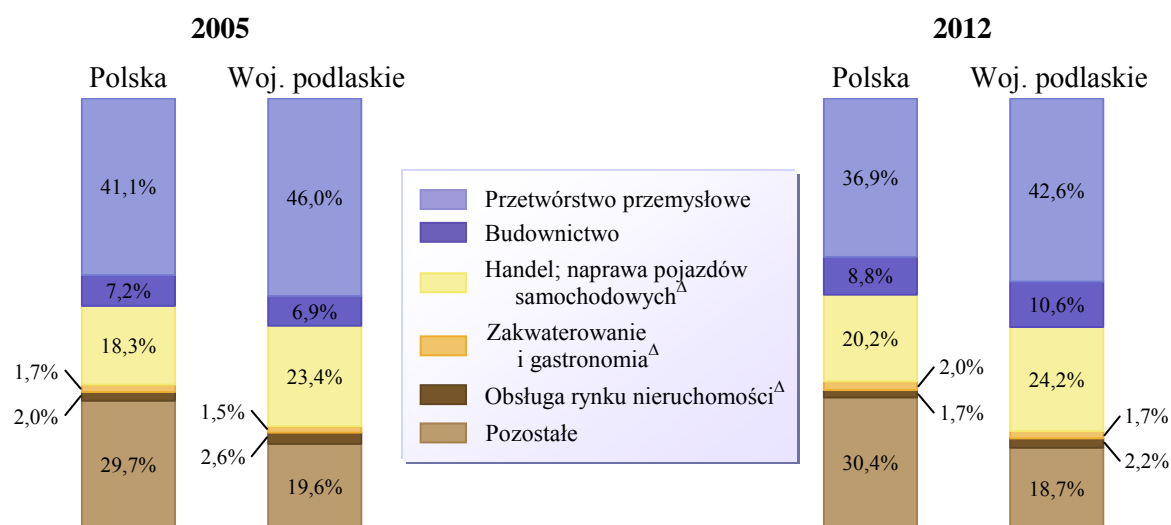 2005
Polska
Woj. podlaskie
41,1%
7,2%
18,3%
1,7%
2,0%
29,7%
46,0%
6,9%
23,4%
1,5%
2,6%
19,6%
Przetwórstwo przemysłowe
Budownictwo
Handel; naprawa pojazdów
samochodowych^Δ
Zakwaterowanie
i gastronomia^Δ
Obsługa rynku nieruchomości^Δ
Pozostałe
2012
Polska
Woj. podlaskie
36,9%
8,8%
20,2%
2,0%
1,7%
30,4%
42,6%
10,6%
24,2%
1,7%
2,2%
18,7%